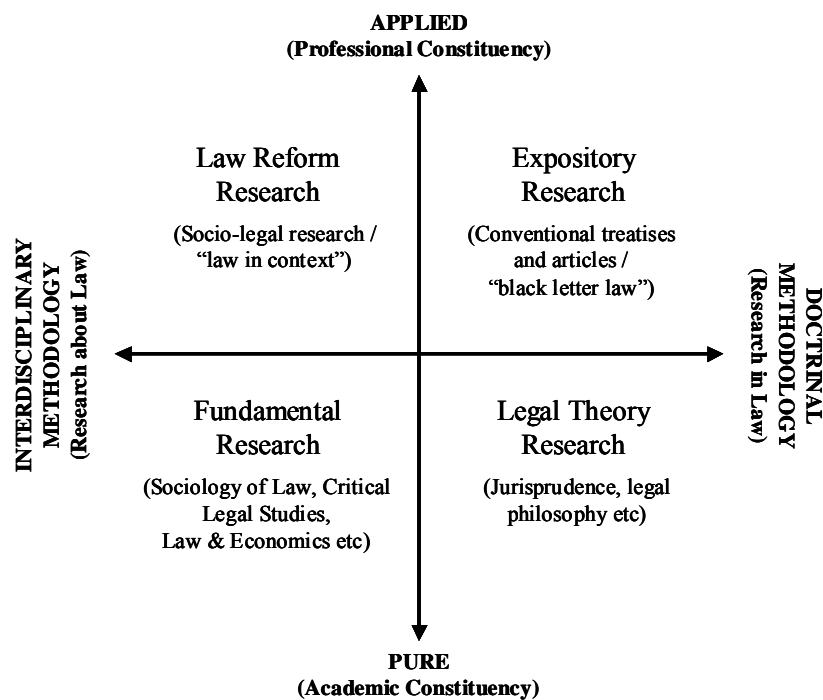 APPLIED
(Professional Constituency)
Law Reform
Research
(Socio-legal research /
“law in context”)
Expository
Research
(Conventional treatises
and articles /
“black letter law”)
INTERDISCIPLINARY
METHODOLOGY
(Research about Law)
DOCTRINAL
METHODOLOGY
(Research in Law)
Fundamental
Research
(Sociology of Law, Critical
Legal Studies,
Law & Economics etc)
Legal Theory
Research
(Jurisprudence, legal
philosophy etc)
PURE
(Academic Constituency)